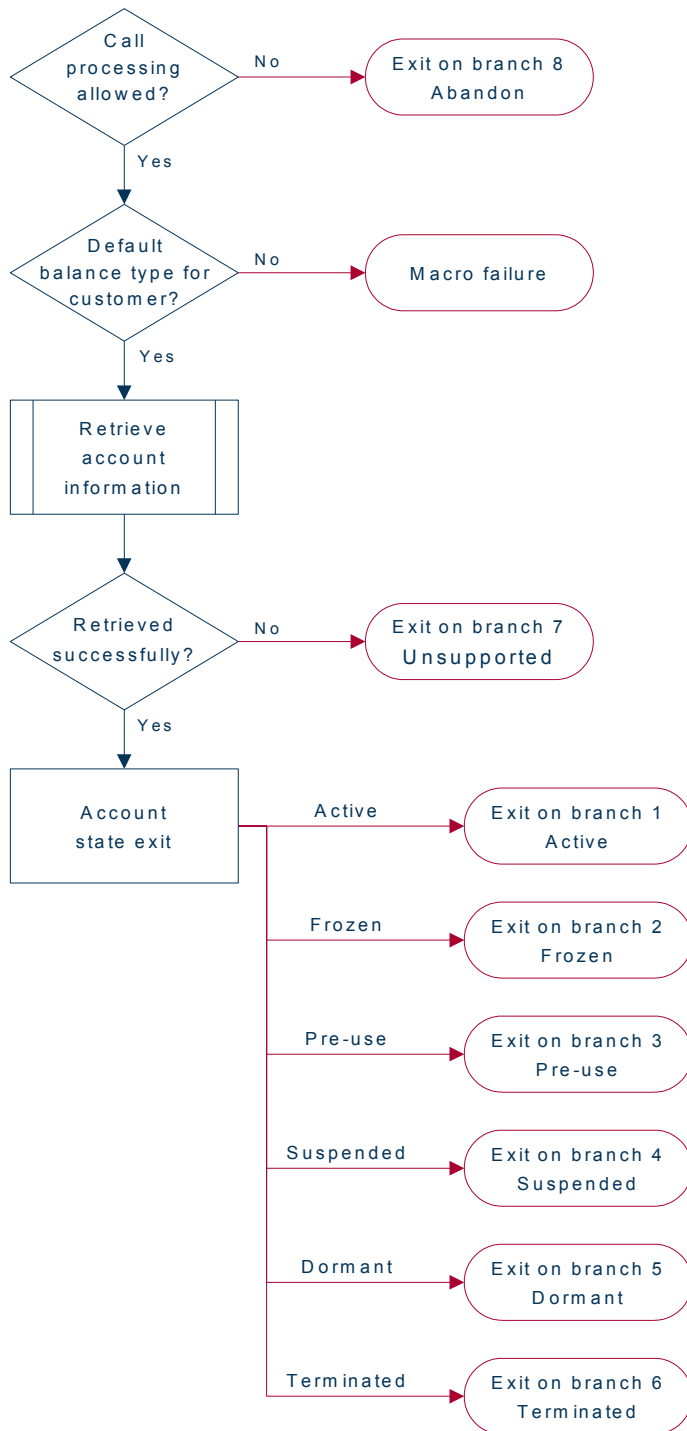 Call
processing
allowed?
No
Exit on branch 8
Abandon
Yes
Default
balance type for
customer?
No
Macro failure
Yes
Retrieve
account
information
Retrieved
successfully?
No
Exit on branch 7
Unsupported
Yes
Account
state exit
Active
Exit on branch 1
Active
Frozen
Exit on branch 2
Frozen
Pre-use
Exit on branch 3
Pre-use
Suspended
Exit on branch 4
Suspended
Dormant
Exit on branch 5
Dormant
Terminated
Exit on branch 6
Terminated